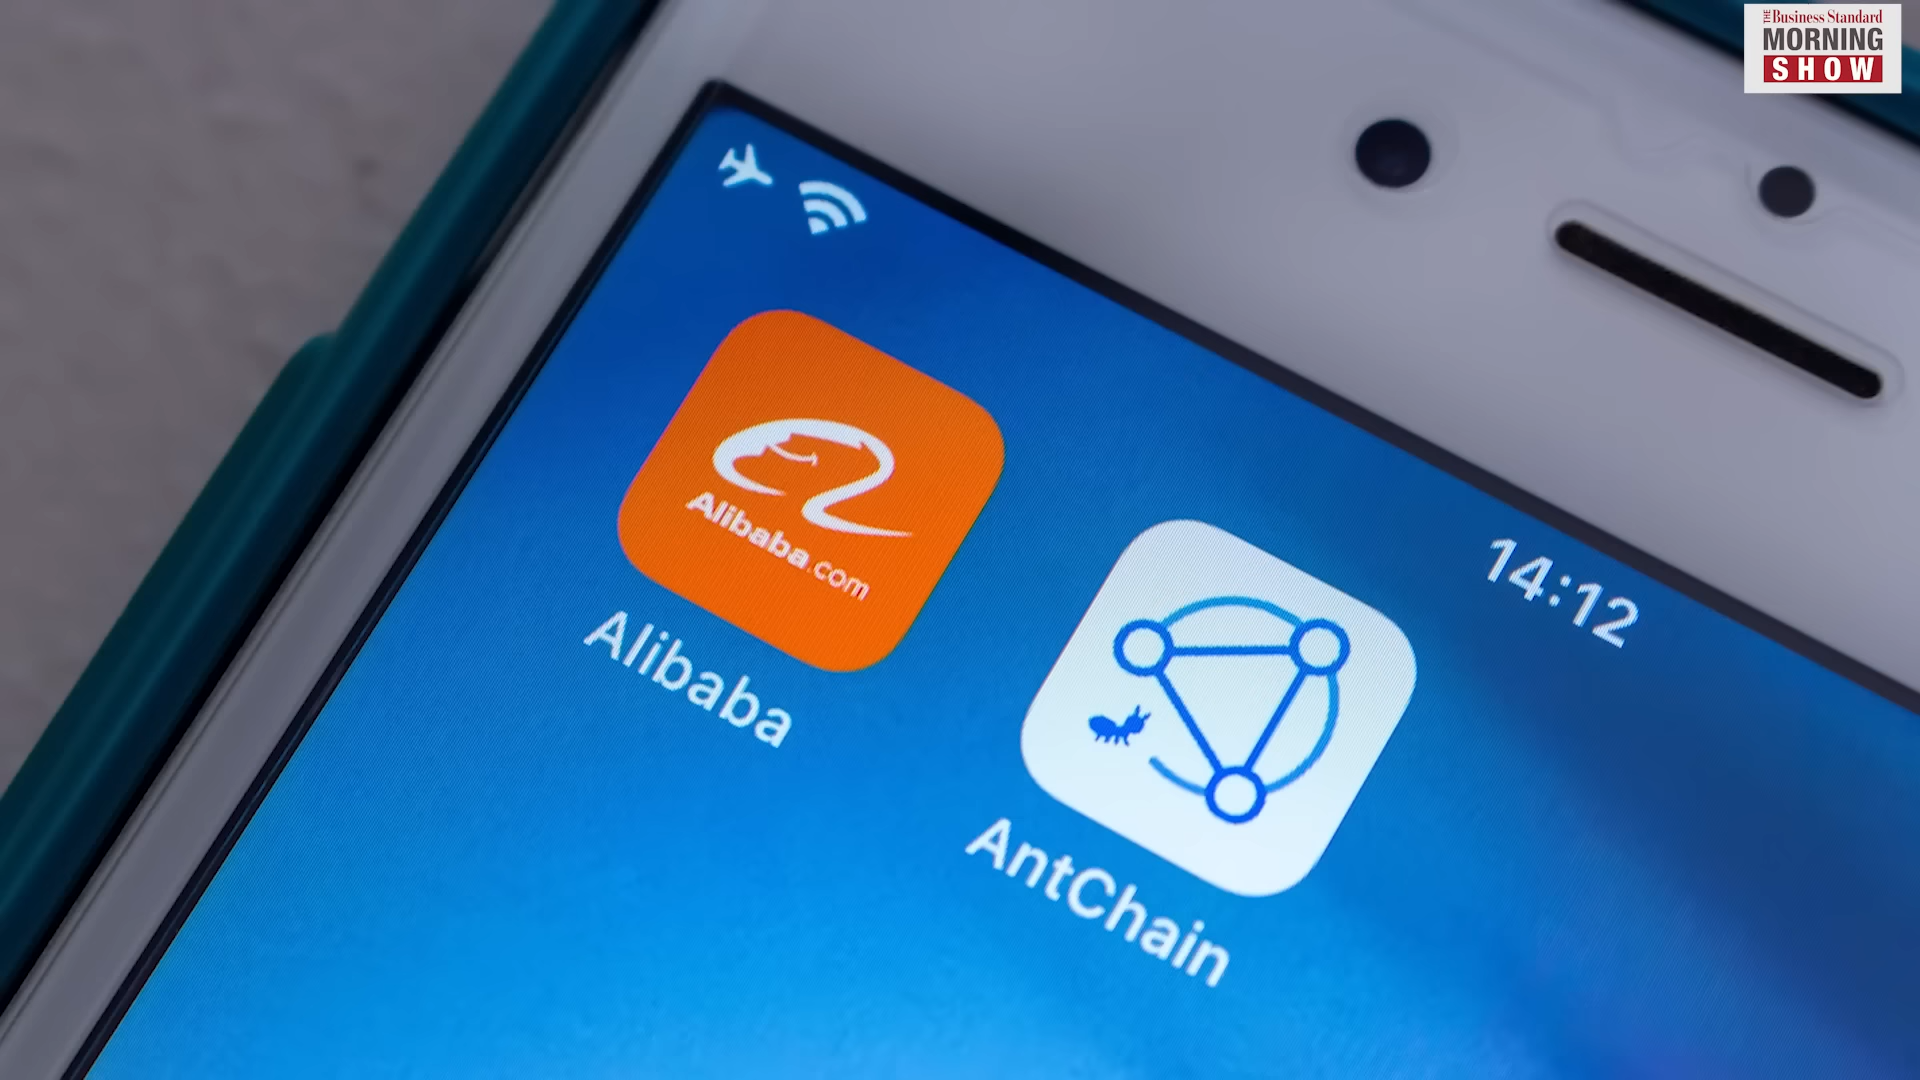 THE Business Standard
MORNING
SHOW
Alibaba.com
Alibaba
14:12
AntChain